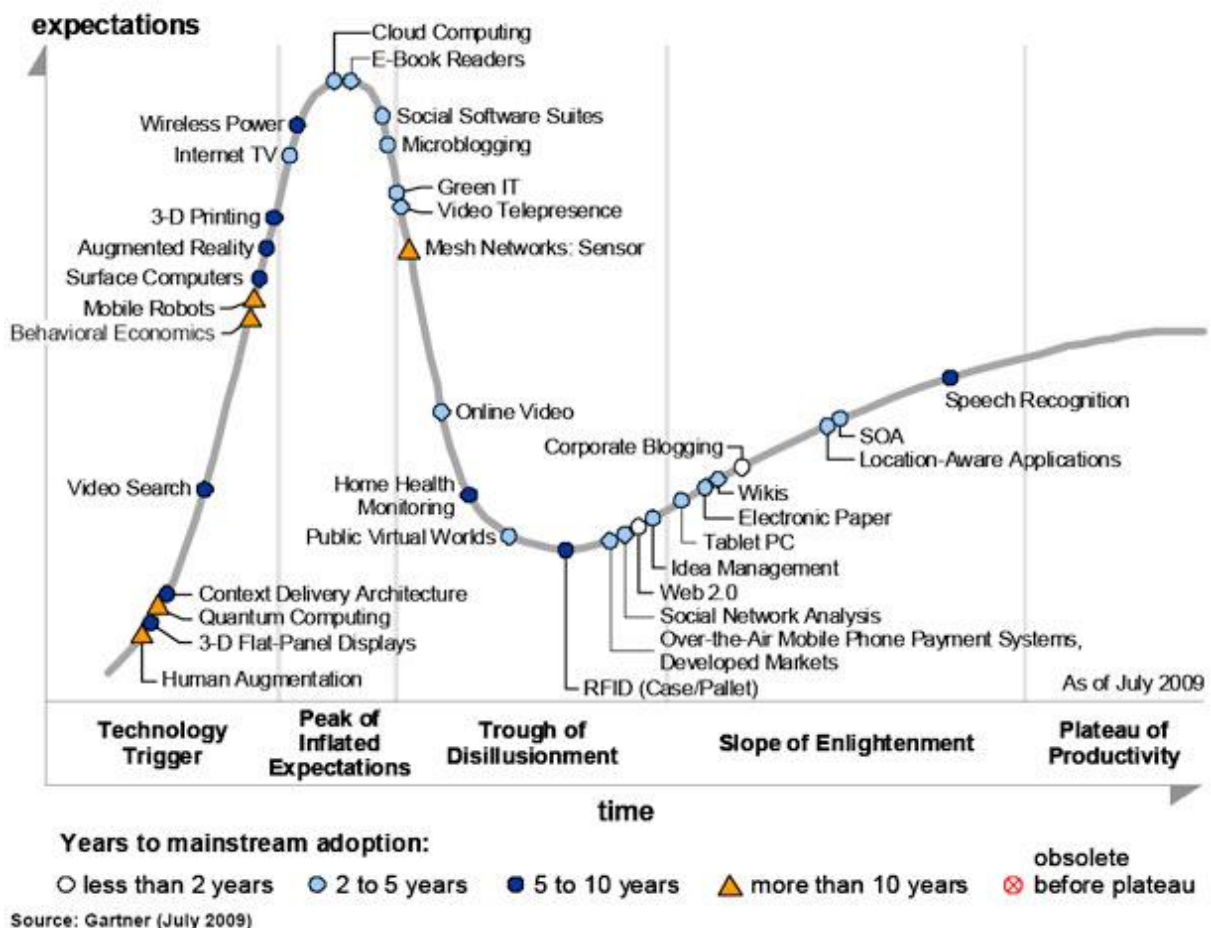 expectations
Cloud Computing
E-Book Readers
Social Software Suites
Wireless Power
Microblogging
Internet TV
Green IT
Video Telepresence
3-D Printing
Augmented Reality
Mesh Networks: Sensor
Surface Computers
Mobile Robots
Behavioral Economics
Online Video
Speech Recognition
SOA
Corporate Blogging
Location-Aware Applications
Video Search
Home Health
Monitoring
Wikis
Electronic Paper
Public Virtual Worlds
Tablet PC
Idea Management
Web 2.0
Context Delivery Architecture
Quantum Computing
Social Network Analysis
3-D Flat-Panel Displays
Over-the-Air Mobile Phone Payment Systems,
Developed Markets
Human Augmentation
RFID (Case/Pallet)
As of July 2009
Technology
Trigger
Peak of
Inflated
Expectations
Trough of
Disillusionment
Slope of Enlightenment
Plateau of
Productivity
time
Years to mainstream adoption:
less than 2 years
2 to 5 years
5 to 10 years
more than 10 years
obsolete
before plateau
Source: Gartner (July 2009)